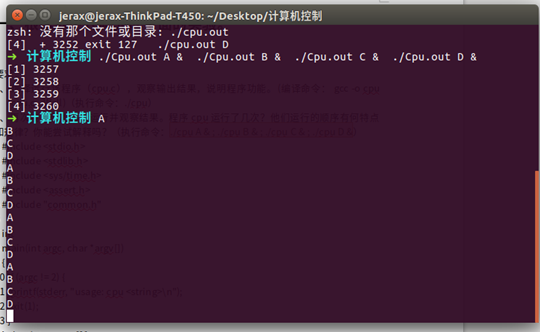 jerax@jerax-ThinkPad-T450: ~/Desktop/计算机控制
zsh: 没有那个文件或目录: ./cpu.out
[4]  + 3252 exit 127   ./cpu.out D
➜ 计算机控制 ./Cpu.out A &  ./Cpu.out B &  ./Cpu.out C &  ./Cpu.out D &
[1] 3257
[2] 3258
[3] 3259
[4] 3260
➜ 计算机控制 A
B
C
D
A
B
C
D
A
B
C
D
A
B
C
D